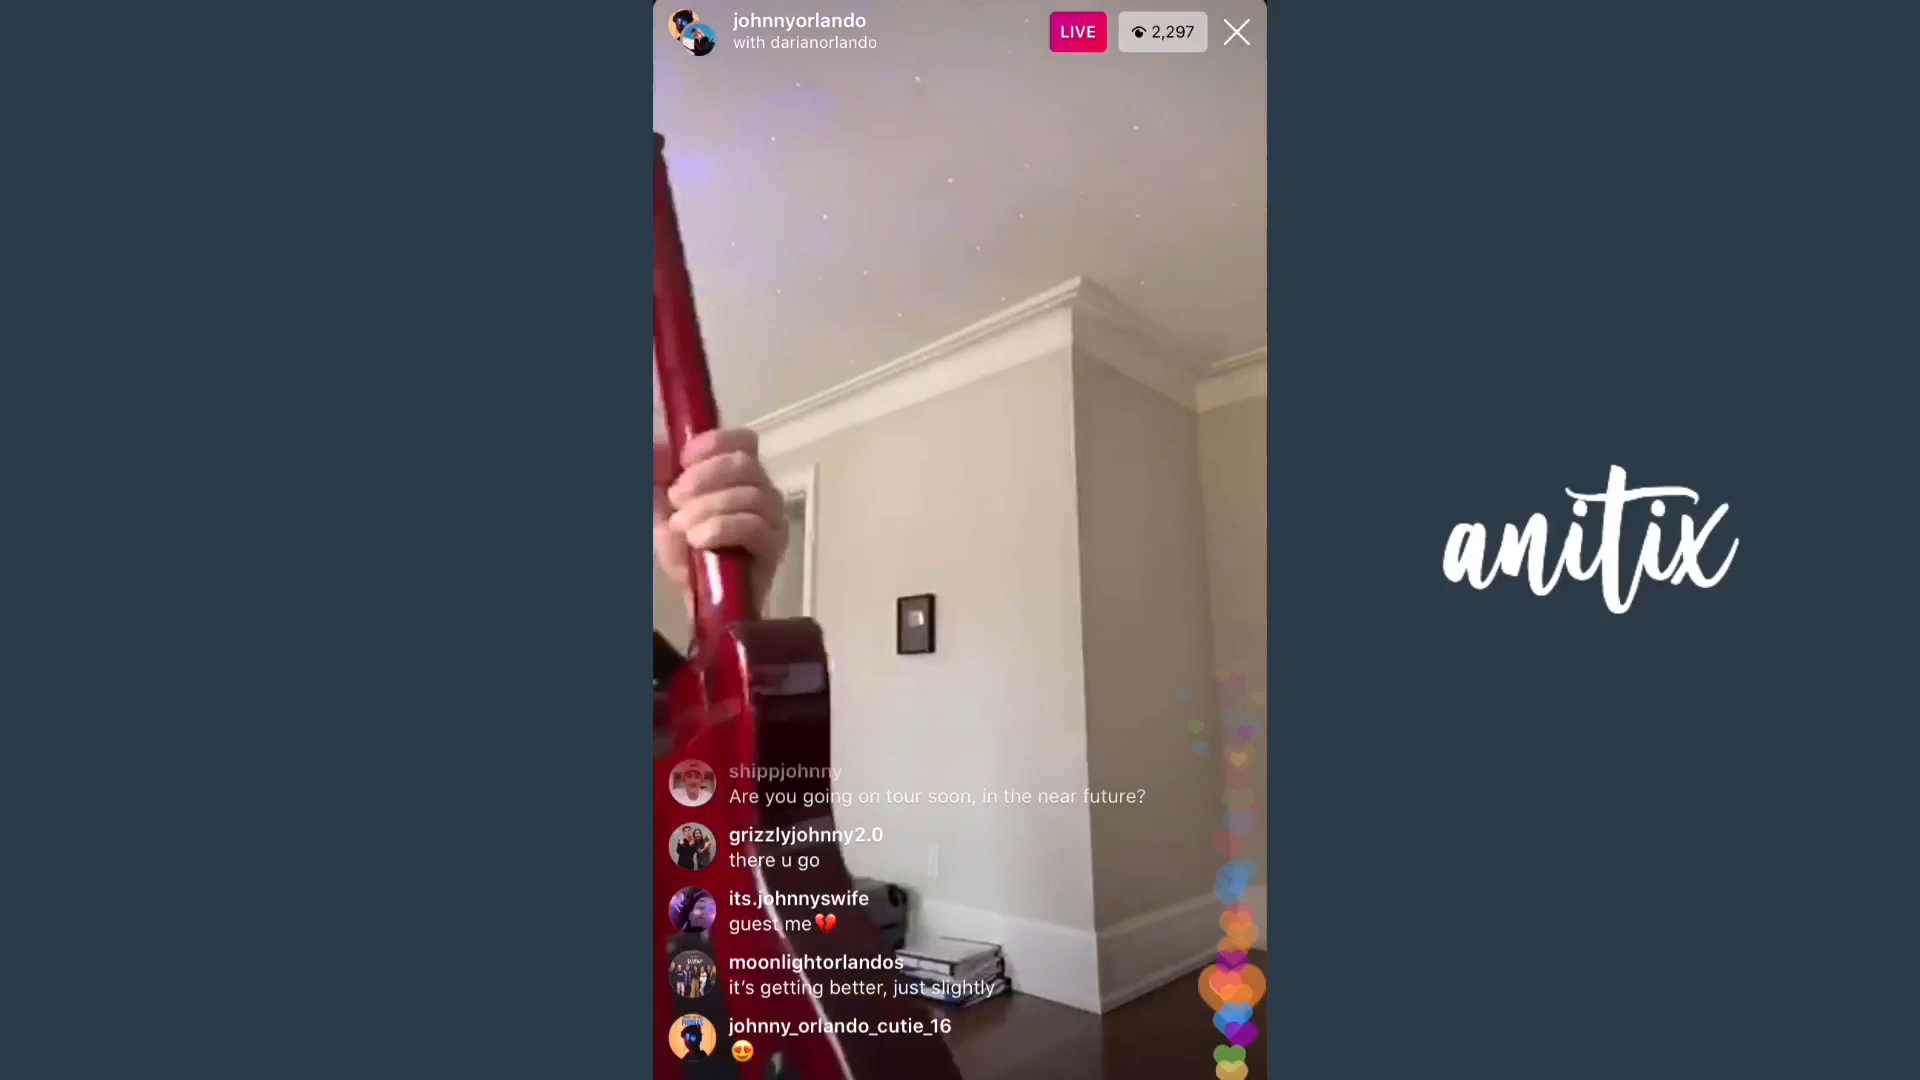 johnnyorlando
with darianorlando
LIVE
2,297
shippjohnny
Are you going on tour soon, in the near future?
grizzlyjohnny2.0
there u go
its.johnnyswife
guest me💔
moonlightorlandos
it's getting better, just slightly
johnny_orlando_cutie_16
😍
anitix